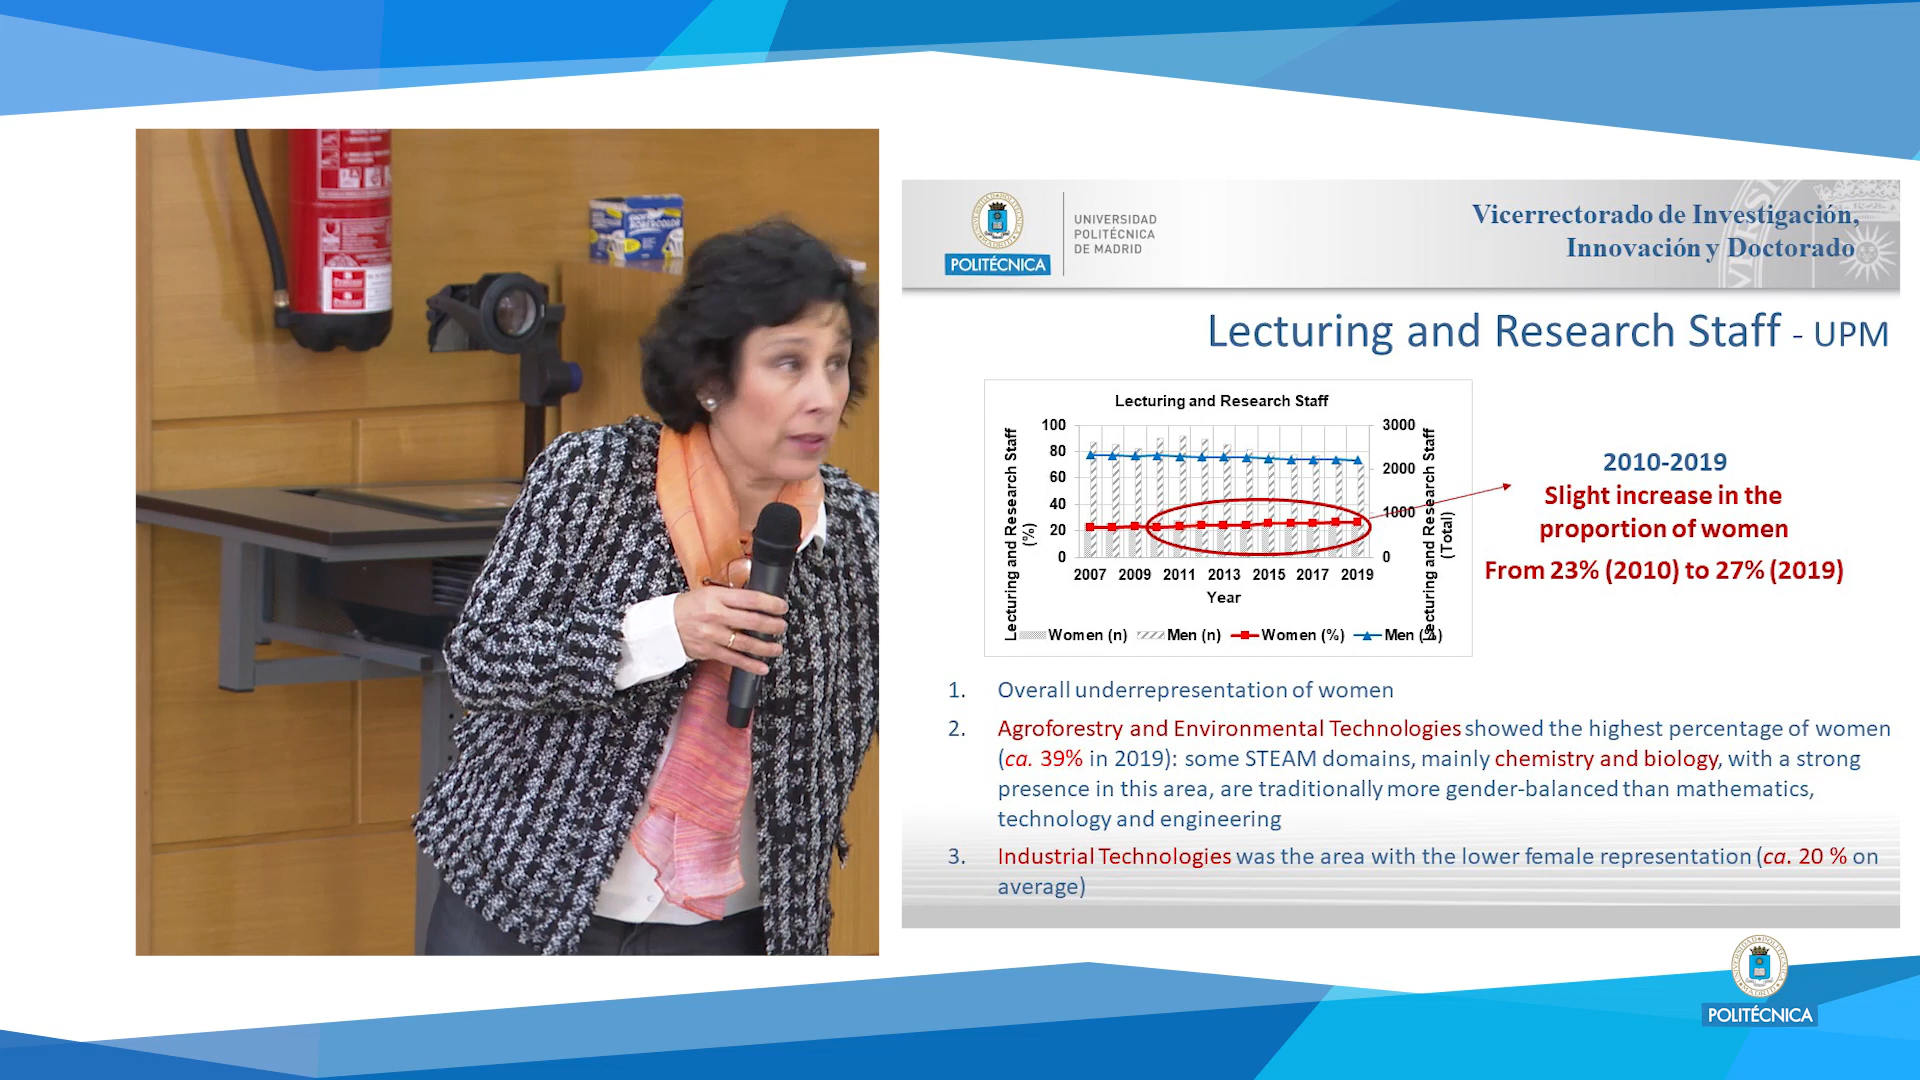 UNIVERSIDAD
POLITÉCNICA
DE MADRID
POLITÉCNICA
Vicerrectorado de Investigación,
Innovación y Doctorado
Lecturing and Research Staff - UPM
Lecturing and Research Staff
Lecturing and Research Staff
(%)
100
80
60
40
20
0
3000
2000
1000
0
Lecturing and Research Staff
(Total)
2007 2009 2011 2013 2015 2017 2019
Year
Women (n) Men (n) Women (%) Men (%)
2010-2019
Slight increase in the
proportion of women
From 23% (2010) to 27% (2019)
1. Overall underrepresentation of women
2. Agroforestry and Environmental Technologies showed the highest percentage of women
(ca. 39% in 2019): some STEAM domains, mainly chemistry and biology, with a strong
presence in this area, are traditionally more gender-balanced than mathematics,
technology and engineering
3. Industrial Technologies was the area with the lower female representation (ca. 20 % on
average)
POLITÉCNICA